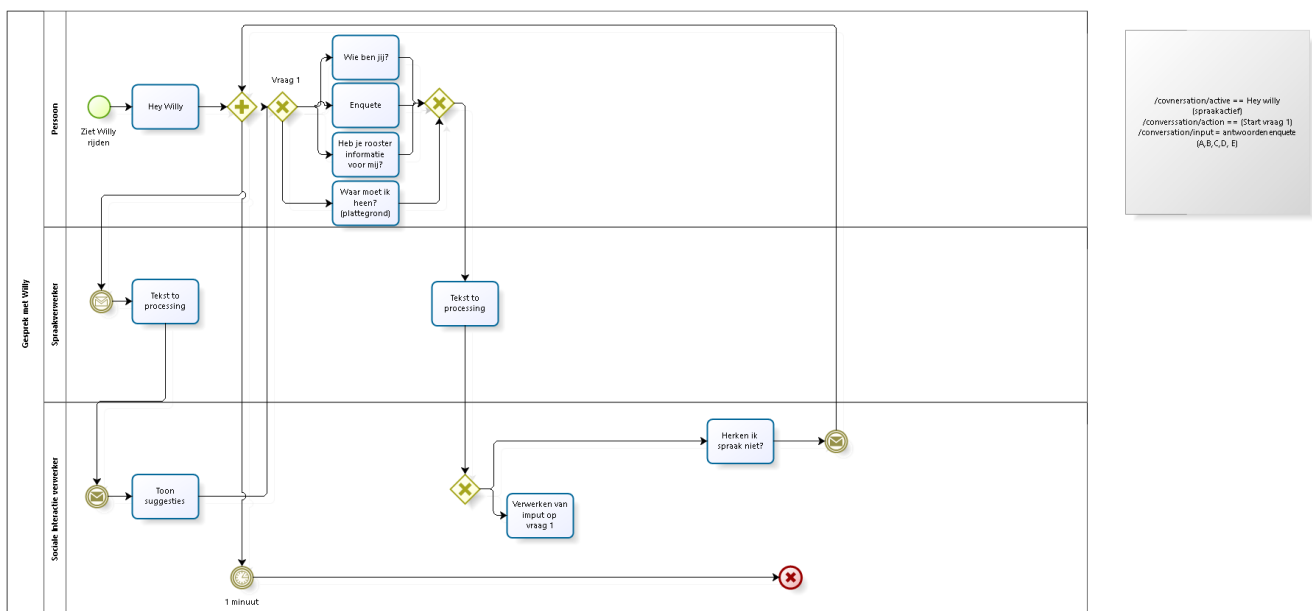 Gesprek met Willy
Persoon
Spraakverwerker
Sociale Interactie verwerker
Ziet Willy
rijden
Hey Willy
Vraag 1
Wie ben jij?
Enquete
Heb je rooster
informatie
voor mij?
Waar moet ik
heen?
(plattegrond)
Tekst to
processing
Tekst to
processing
Toon
suggesties
Herken ik
spraak niet?
Verwerken van
imput op
vraag 1
1 minuut
/covnersation/active == Hey willy
(spraakactief)
/converssation/action == (Start vraag 1)
/conversation/input = antwoorden enquete
(A,B,C,D, E)